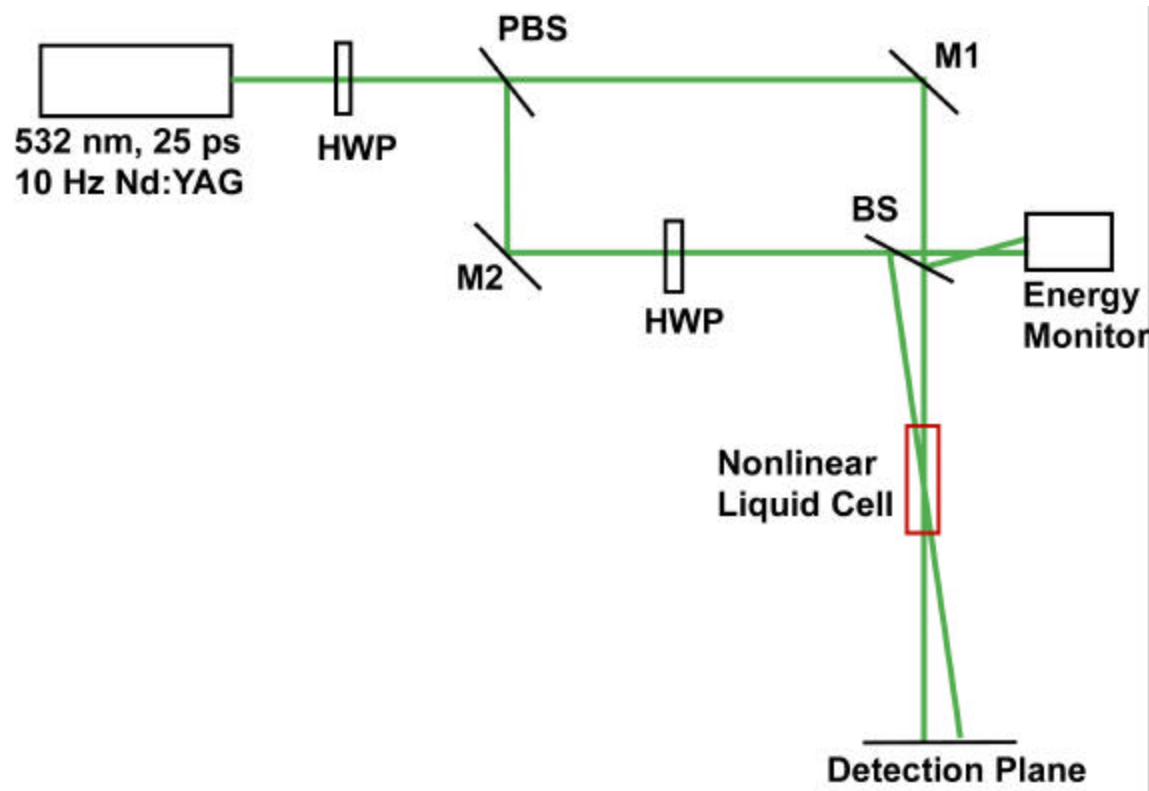 PBS
M1
HWP
532 nm, 25 ps
10 Hz Nd:YAG
BS
M2
HWP
Energy
Monitor
Nonlinear
Liquid Cell
Detection Plane